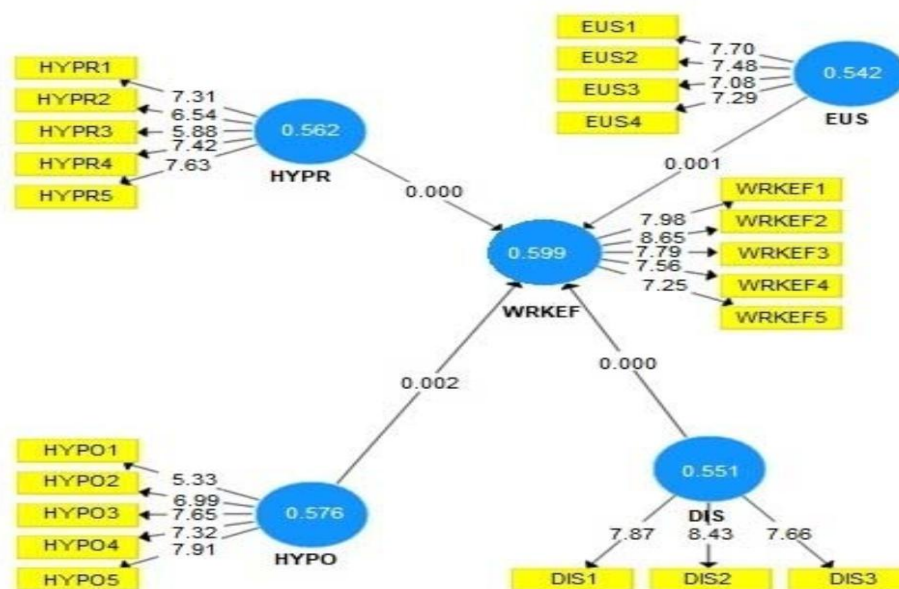 HYPR1
HYPR2
HYPR3
HYPR4
HYPR5
7.31
6.54
5.88
7.42
7.63
0.562
HYPR
0.000
EUS1
EUS2
EUS3
EUS4
7.70
7.48
7.08
7.29
0.542
EUS
0.001
0.599
WRKEF
7.98
8.65
7.79
7.56
7.25
WRKEF1
WRKEF2
WRKEF3
WRKEF4
WRKEF5
0.002
0.000
HYPO1
HYPO2
HYPO3
HYPO4
HYPO5
5.33
6.99
7.65
7.32
7.91
0.576
HYPO
0.551
DIS
7.87
8.43
7.66
DIS1
DIS2
DIS3